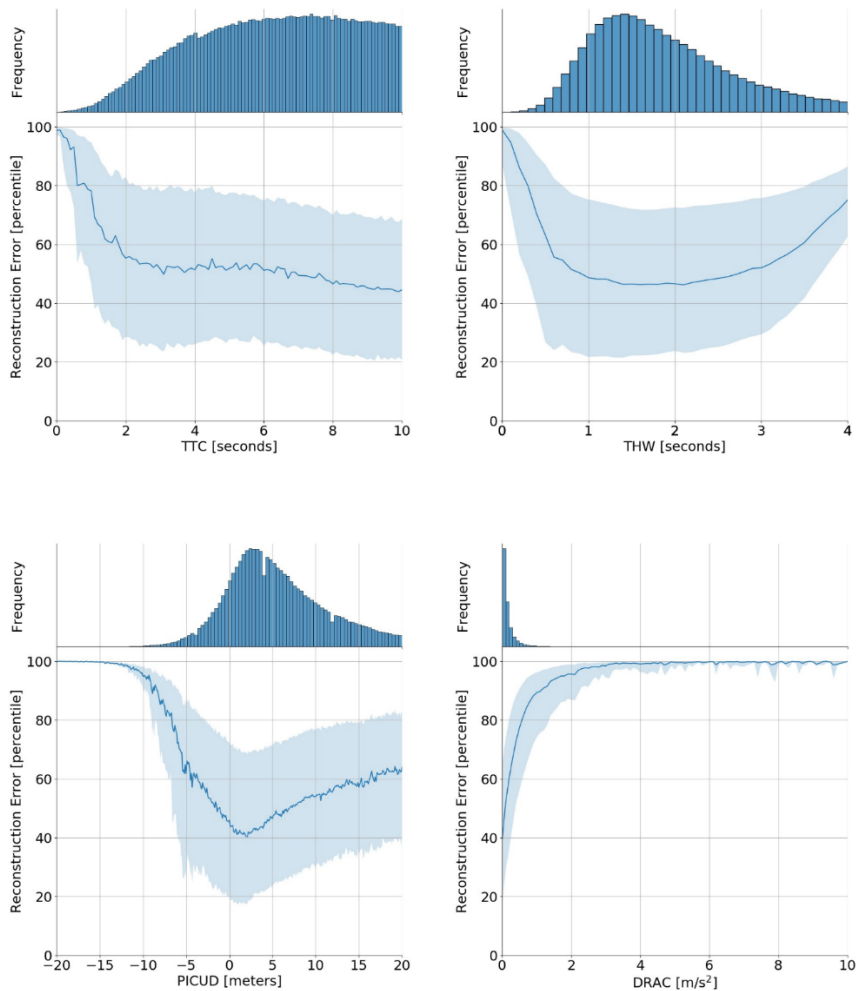 Frequency
Frequency
100
80
60
40
20
0
Reconstruction Error [percentile]
0 2 4 6 8 10
TTC [seconds]
100
80
60
40
20
0
Reconstruction Error [percentile]
0 1 2 3 4
THW [seconds]
Frequency
Frequency
100
80
60
40
20
0
Reconstruction Error [percentile]
−20 −15 −10 −5 0 5 10 15 20
PICUD [meters]
100
80
60
40
20
0
Reconstruction Error [percentile]
0 2 4 6 8 10
DRAC [m/s²]